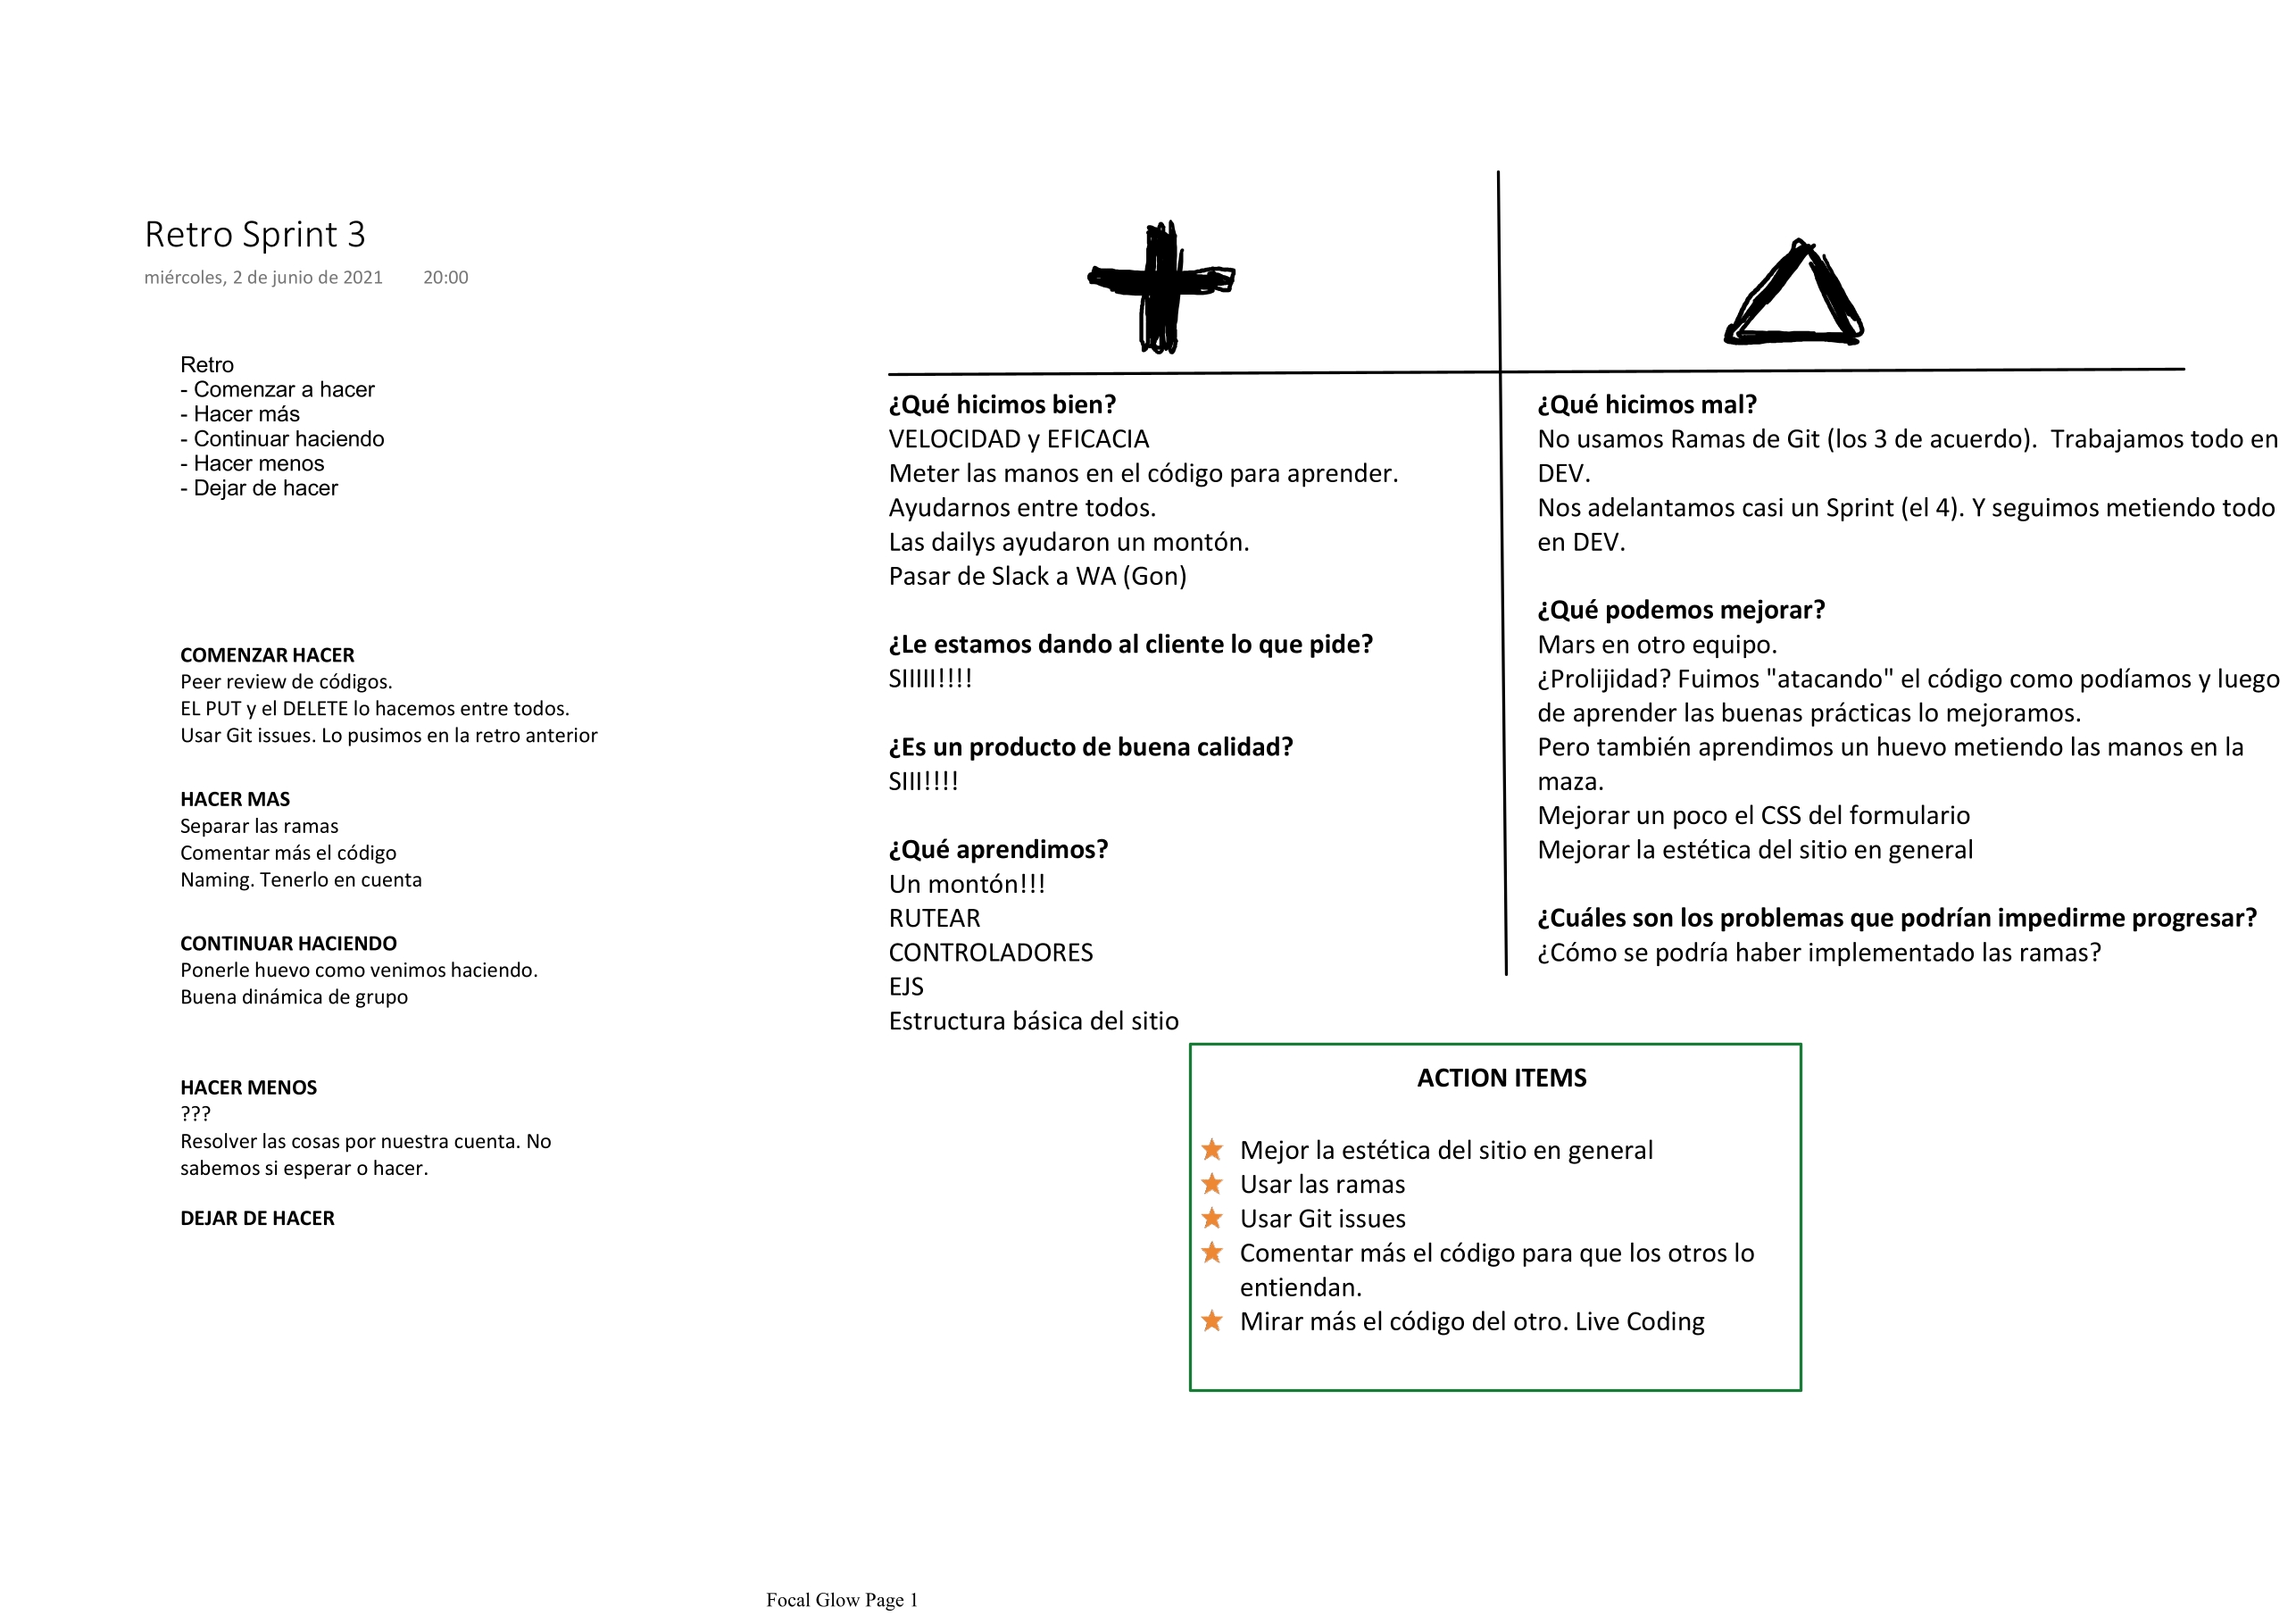 Retro Sprint 3
miércoles, 2 de junio de 2021 20:00
Retro
- Comenzar a hacer
- Hacer más
- Continuar haciendo
- Hacer menos
- Dejar de hacer
COMENZAR HACER
Peer review de códigos.
EL PUT y el DELETE lo hacemos entre todos.
Usar Git issues. Lo pusimos en la retro anterior
HACER MAS
Separar las ramas
Comentar más el código
Naming. Tenerlo en cuenta
CONTINUAR HACIENDO
Ponerle huevo como venimos haciendo.
Buena dinámica de grupo
HACER MENOS
???
Resolver las cosas por nuestra cuenta. No
sabemos si esperar o hacer.
DEJAR DE HACER
¿Qué hicimos bien?
VELOCIDAD y EFICACIA
Meter las manos en el código para aprender.
Ayudarnos entre todos.
Las dailys ayudaron un montón.
Pasar de Slack a WA (Gon)
¿Le estamos dando al cliente lo que pide?
SIIIII!!!!
¿Es un producto de buena calidad?
SIII!!!!
¿Qué aprendimos?
Un montón!!!
RUTEAR
CONTROLADORES
EJS
Estructura básica del sitio
¿Qué hicimos mal?
No usamos Ramas de Git (los 3 de acuerdo). Trabajamos todo en
DEV.
Nos adelantamos casi un Sprint (el 4). Y seguimos metiendo todo
en DEV.
¿Qué podemos mejorar?
Mars en otro equipo.
¿Prolijidad? Fuimos "atacando" el código como podíamos y luego
de aprender las buenas prácticas lo mejoramos.
Pero también aprendimos un huevo metiendo las manos en la
maza.
Mejorar un poco el CSS del formulario
Mejorar la estética del sitio en general
¿Cuáles son los problemas que podrían impedirme progresar?
¿Cómo se podría haber implementado las ramas?
ACTION ITEMS
Mejor la estética del sitio en general
Usar las ramas
Usar Git issues
Comentar más el código para que los otros lo
entiendan.
Mirar más el código del otro. Live Coding
Focal Glow Page 1